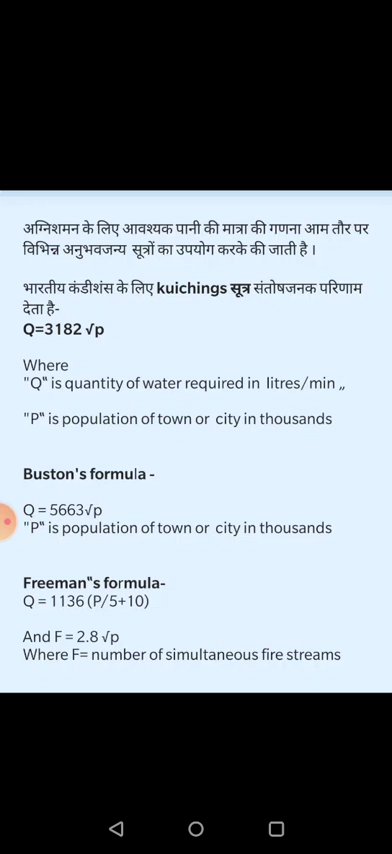 अग्निशमन के लिए आवश्यक पानी की मात्रा की गणना आम तौर पर
विभिन्न अनुभवजन्य सूत्रों का उपयोग करके की जाती है ।
भारतीय कंडीशंस के लिए kuichings सूत्र संतोषजनक परिणाम
देता है-
Q=3182 √p
Where
"Q‟ is quantity of water required in litres/min „
"P‟ is population of town or city in thousands
Buston's formula -
Q = 5663√p
"P‟ is population of town or city in thousands
Freeman‟s formula-
Q = 1136 (P/5+10)
And F = 2.8 √p
Where F= number of simultaneous fire streams